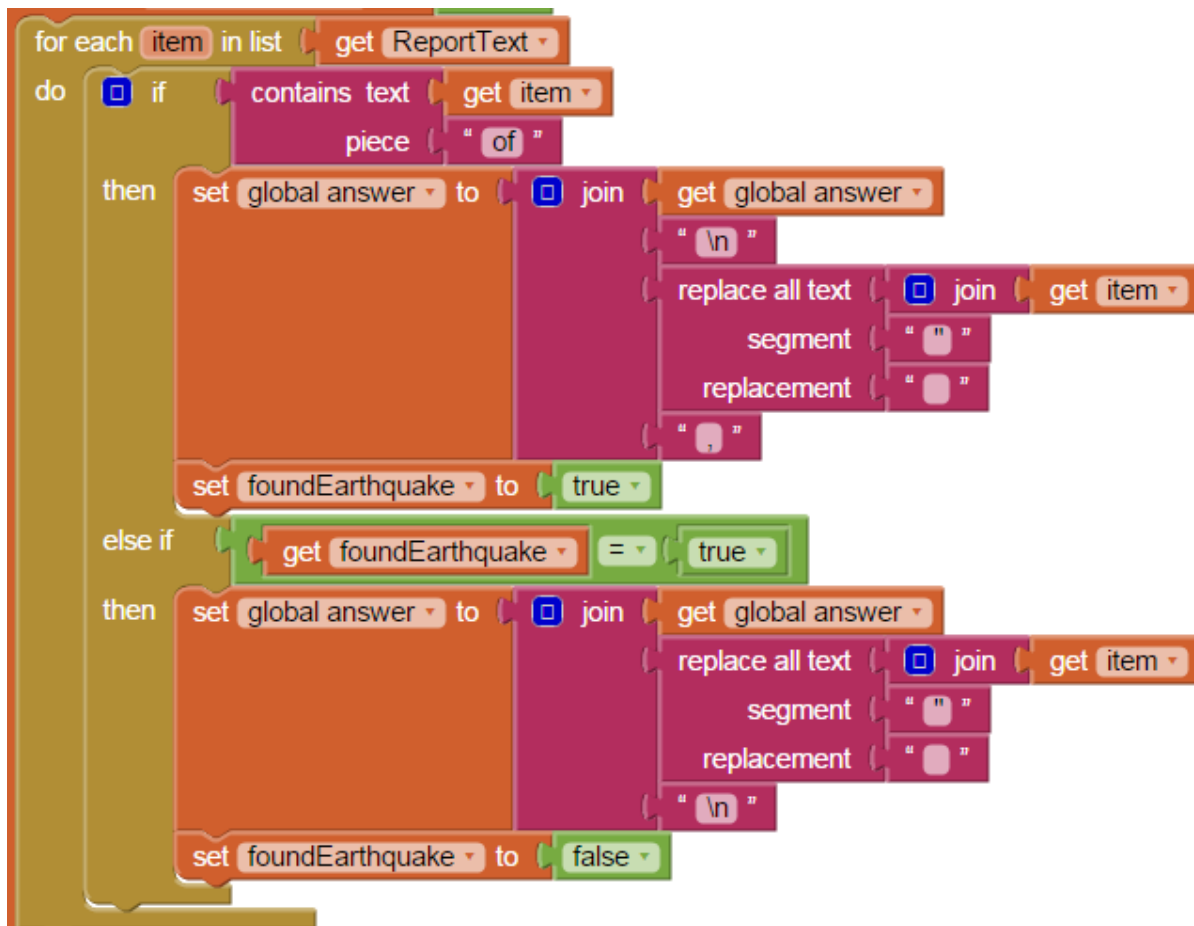 for each item in list get ReportText
do if contains text get item
piece " of "
then set global answer to join get global answer
" \n "
replace all text join get item
segment " " "
replacement " "
" , "
set foundEarthquake to true
else if get foundEarthquake = true
then set global answer to join get global answer
replace all text join get item
segment " " "
replacement " "
" \n "
set foundEarthquake to false